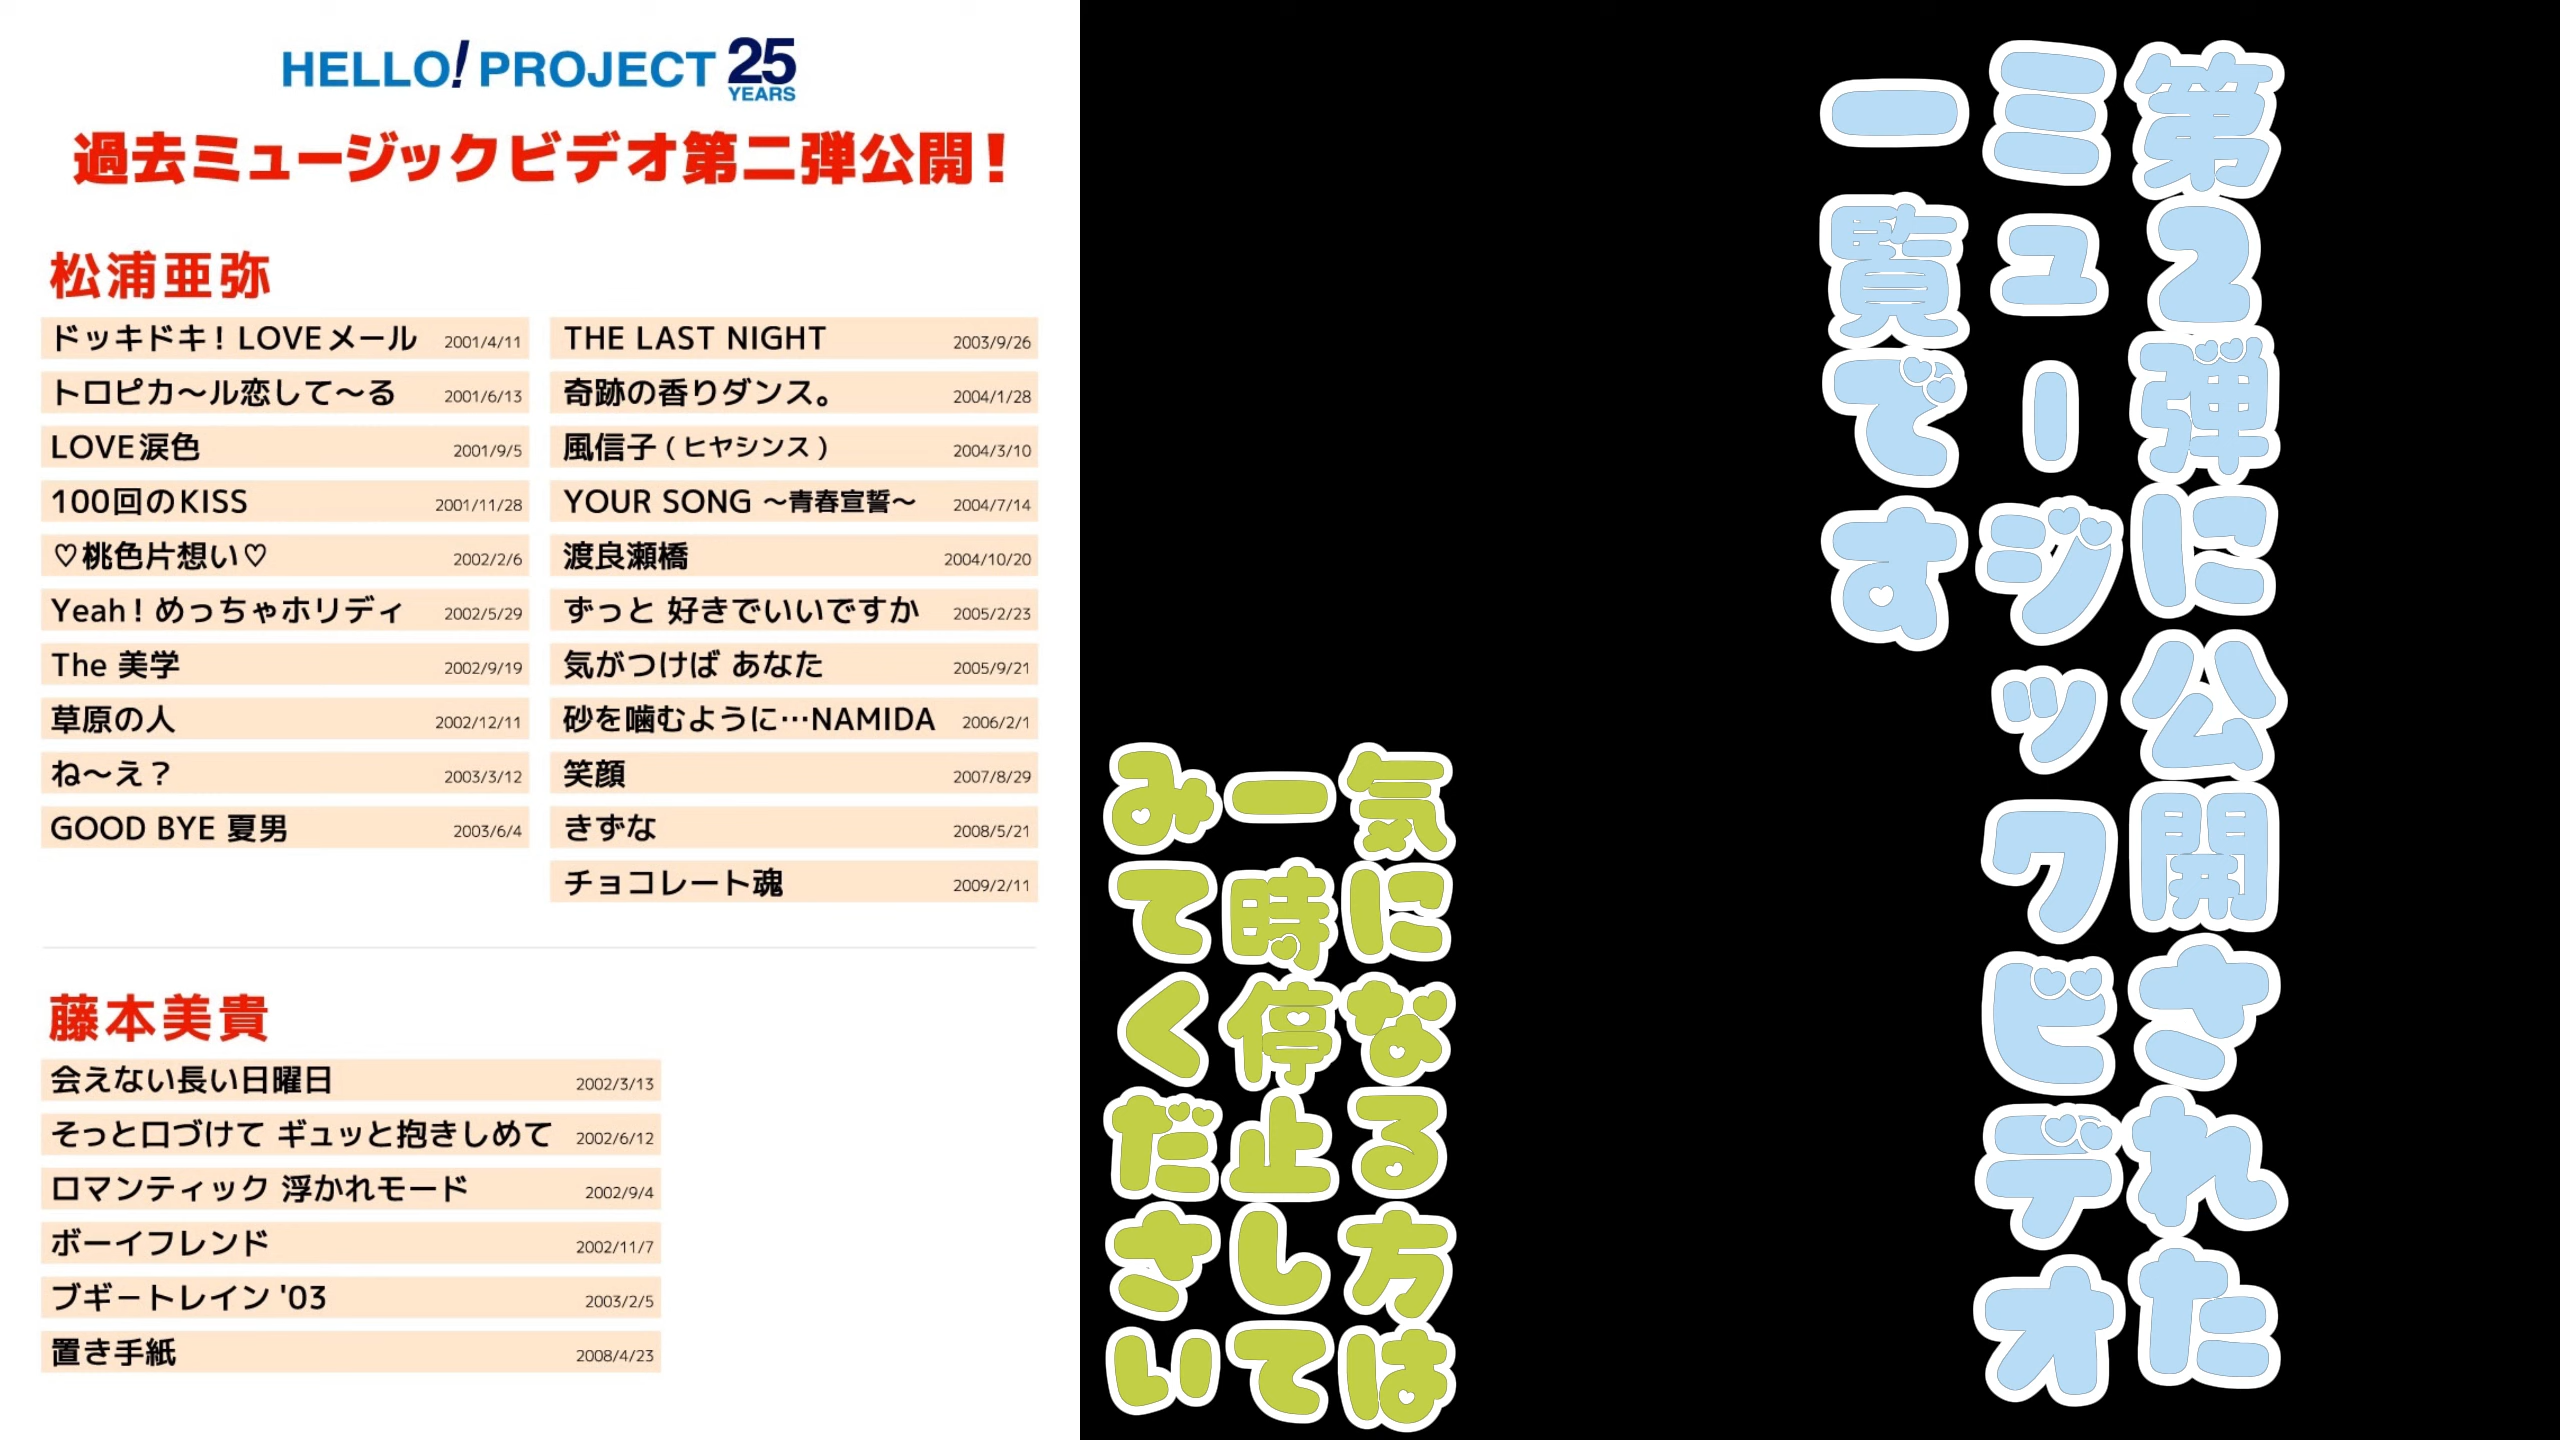 HELLO! PROJECT 25 YEARS
過去ミュージックビデオ第二弾公開!
松浦亜弥
ドッキドキ! LOVEメール 2001/4/11
トロピカ〜ル恋して〜る 2001/6/13
LOVE涙色 2001/9/5
100回のKISS 2001/11/28
♡桃色片想い♡ 2002/2/6
Yeah! めっちゃホリディ 2002/5/29
The 美学 2002/9/19
草原の人 2002/12/11
ね〜え? 2003/3/12
GOOD BYE 夏男 2003/6/4
THE LAST NIGHT 2003/9/26
奇跡の香りダンス。 2004/1/28
風信子(ヒヤシンス) 2004/3/10
YOUR SONG 〜青春宣誓〜 2004/7/14
渡良瀬橋 2004/10/20
ずっと 好きでいいですか 2005/2/23
気がつけば あなた 2005/9/21
砂を噛むように…NAMIDA 2006/2/1
笑顔 2007/8/29
きずな 2008/5/21
チョコレート魂 2009/2/11
藤本美貴
会えない長い日曜日 2002/3/13
そっと口づけて ギュッと抱きしめて 2002/6/12
ロマンティック 浮かれモード 2002/9/4
ボーイフレンド 2002/11/7
ブギートレイン '03 2003/2/5
置き手紙 2008/4/23
第2弾に公開された
ミュージックビデオ
一覧です
気になる方は
一時停止して
みてください